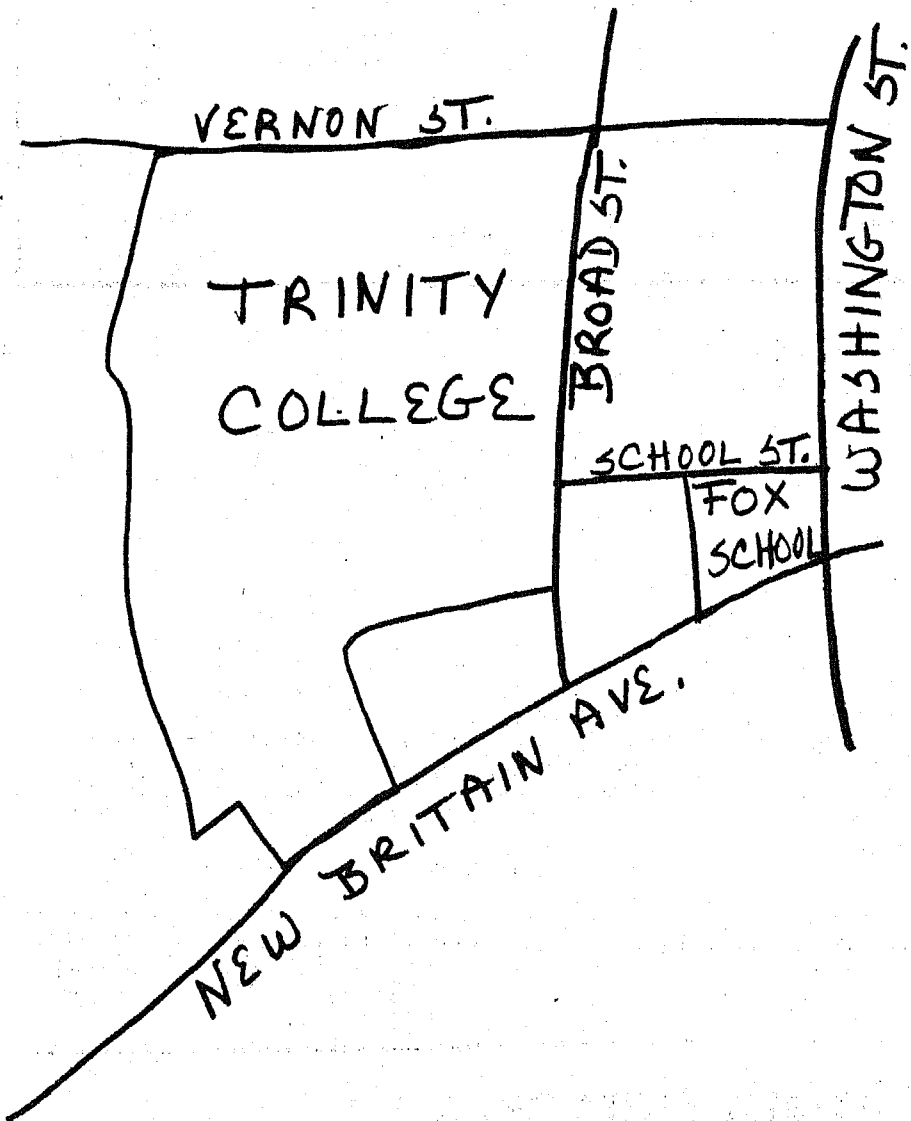 VERNON ST.
WASHINGTON ST.
BROAD ST.
TRINITY
COLLEGE
SCHOOL ST.
FOX
SCHOOL
NEW BRITAIN AVE.